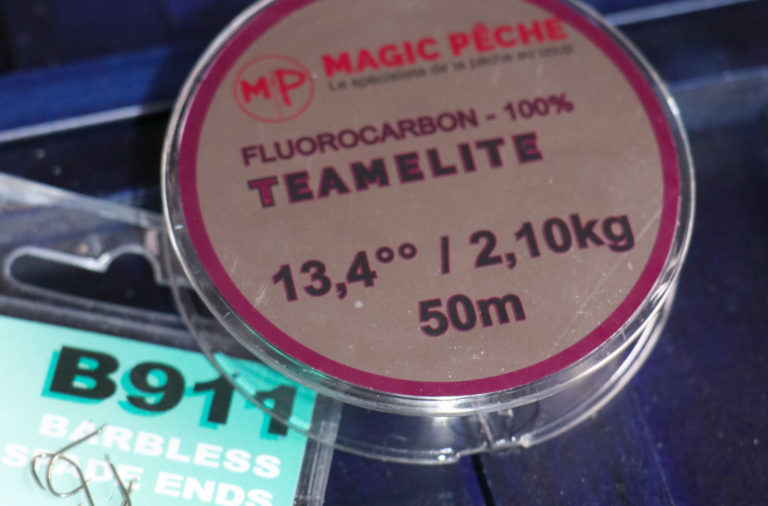 MP
MAGIC PÊCHE
Le spécialiste de la pêche au coup
FLUOROCARBON - 100%
TEAMELITE
13,4°° / 2,10kg
50m
B911
BARBLESS
SPADE ENDS